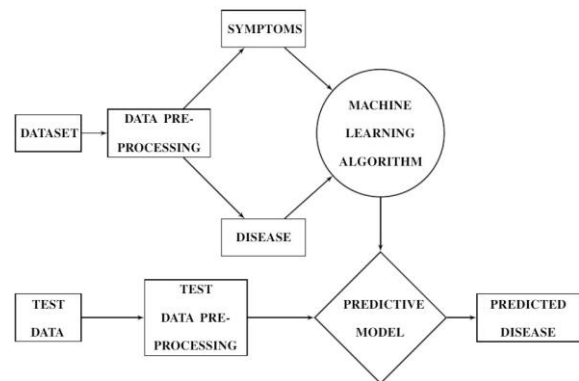 SYMPTOMS
DATASET
DATA PRE-
PROCESSING
MACHINE
LEARNING
ALGORITHM
DISEASE
TEST
DATA
TEST
DATA PRE-
PROCESSING
PREDICTIVE
MODEL
PREDICTED
DISEASE